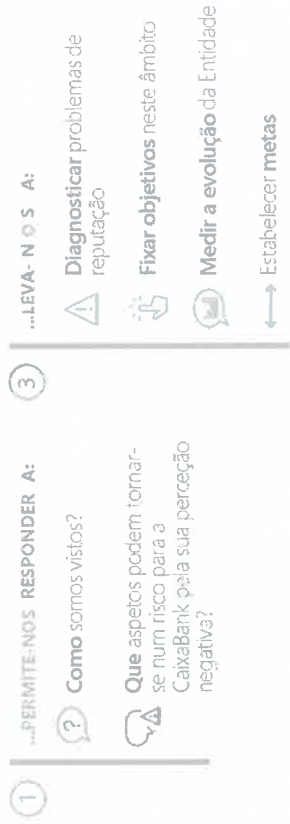 1
...PERMITE-NOS RESPONDER A:
? Como somos vistos?
Que aspetos podem tornar-
se num risco para a
CaixaBank pela sua perceção
negativa?
3
...LEVA-NOS A:
Diagnosticar problemas de
reputação
Fixar objetivos neste âmbito
Medir a evolução da Entidade
Estabelecer metas